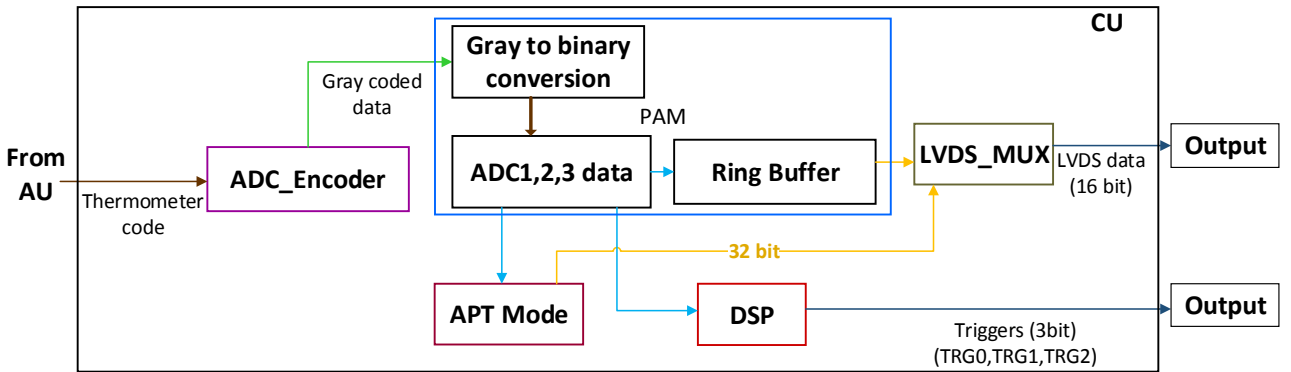 CU
Gray to binary
conversion
Gray coded
data
PAM
From
AU
Thermometer
code
ADC_Encoder
ADC1,2,3 data
Ring Buffer
LVDS_MUX
LVDS data
(16 bit)
Output
32 bit
APT Mode
DSP
Triggers (3bit)
(TRG0,TRG1,TRG2)
Output